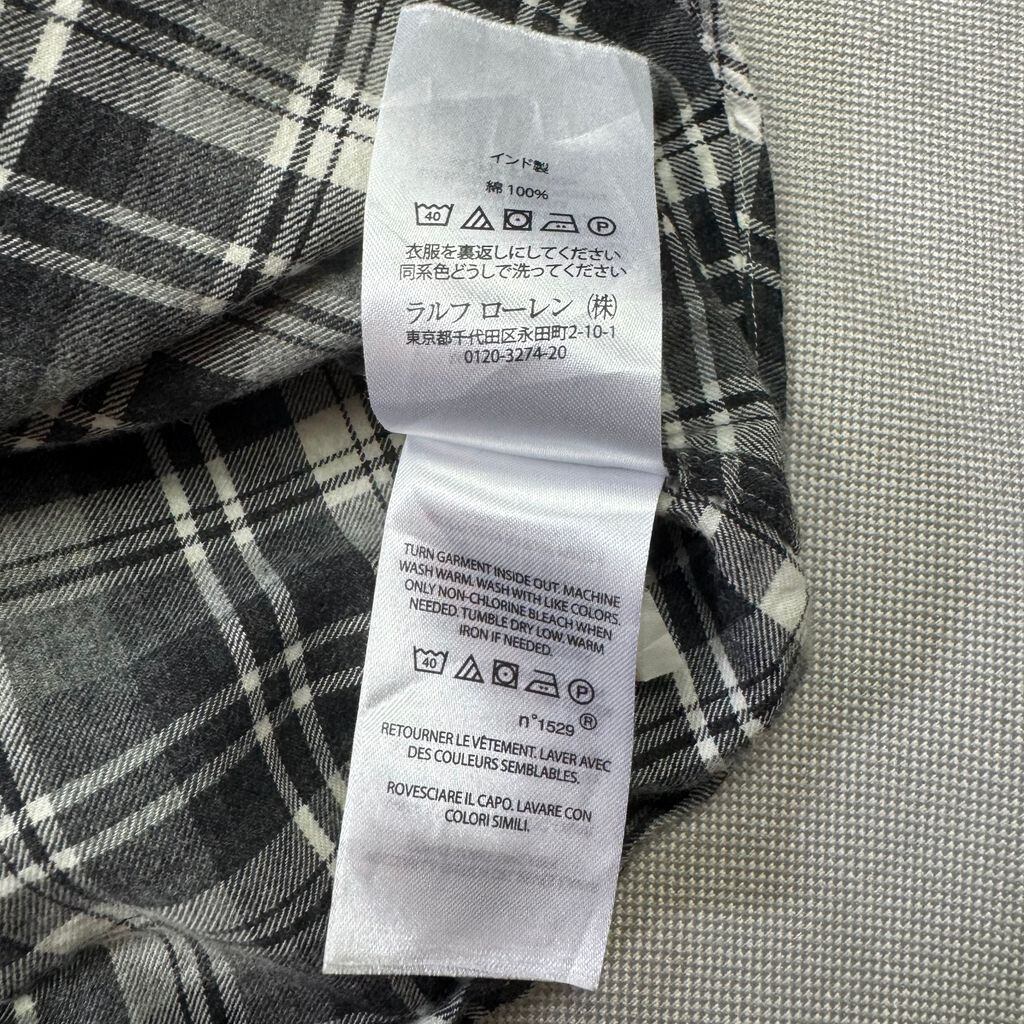 インド製
綿 100%
40 P
衣服を裏返しにしてください
同系色どうしで洗ってください
ラルフ ローレン (株)
東京都千代田区永田町2-10-1
0120-3274-20
TURN GARMENT INSIDE OUT. MACHINE
WASH WARM. WASH WITH LIKE COLORS.
ONLY NON-CHLORINE BLEACH WHEN
NEEDED. TUMBLE DRY LOW. WARM
IRON IF NEEDED.
40 P
n°1529 ®
RETOURNER LE VÊTEMENT. LAVER AVEC
DES COULEURS SEMBLABLES.
ROVESCIARE IL CAPO. LAVARE CON
COLORI SIMILI.